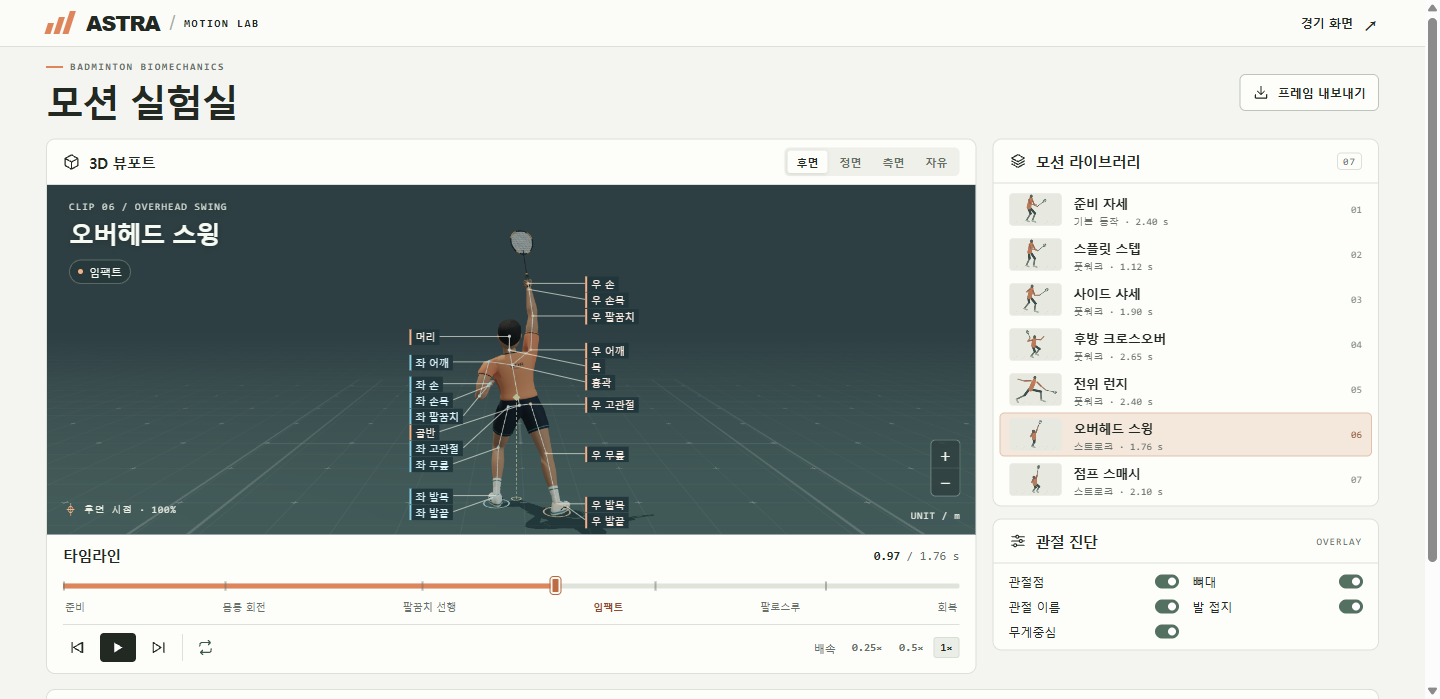 ASTRA / MOTION LAB
경기 화면
BADMINTON BIOMECHANICS
모션 실험실
프레임 내보내기
3D 뷰포트
후면 정면 측면 자유
CLIP 06 / OVERHEAD SWING
오버헤드 스윙
임팩트
우 손
우 손목
우 팔꿈치
머리
우 어깨
좌 어깨
목
흉곽
좌 손
좌 손목
우 고관절
좌 팔꿈치
골반
좌 고관절
우 무릎
좌 무릎
좌 발목
우 발목
좌 발끝
우 발끝
+
−
후면 시점 · 100%
UNIT / m
타임라인
0.97 / 1.76 s
준비 몸통 회전 팔꿈치 선행 임팩트 팔로스루 회복
배속 0.25× 0.5× 1×
모션 라이브러리 07
준비 자세
기본 동작 · 2.40 s
01
스플릿 스텝
풋워크 · 1.12 s
02
사이드 샤세
풋워크 · 1.90 s
03
후방 크로스오버
풋워크 · 2.65 s
04
전위 런지
풋워크 · 2.40 s
05
오버헤드 스윙
스트로크 · 1.76 s
06
점프 스매시
스트로크 · 2.10 s
07
관절 진단 OVERLAY
관절점 뼈대
관절 이름 발 접지
무게중심